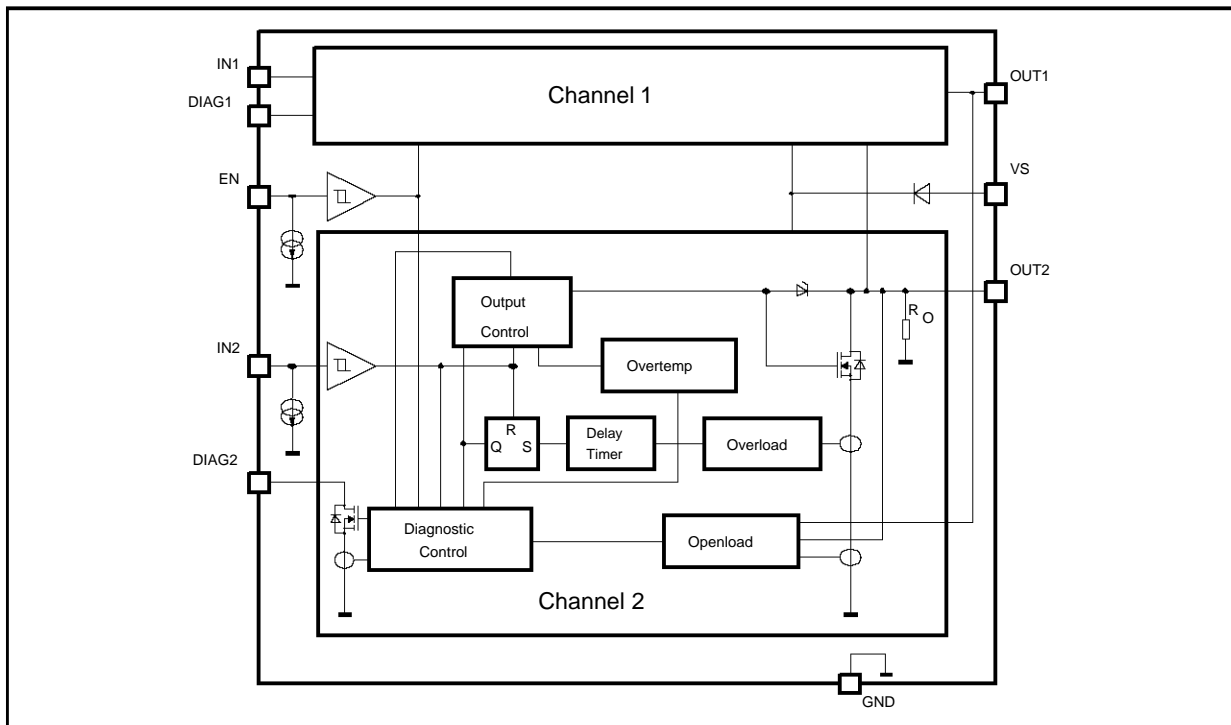 IN1
DIAG1
Channel 1
OUT1
EN
VS
OUT2
Output
Control
R
O
IN2
Overtemp
R
Q
S
Delay
Timer
Overload
DIAG2
Diagnostic
Control
Openload
Channel 2
GND